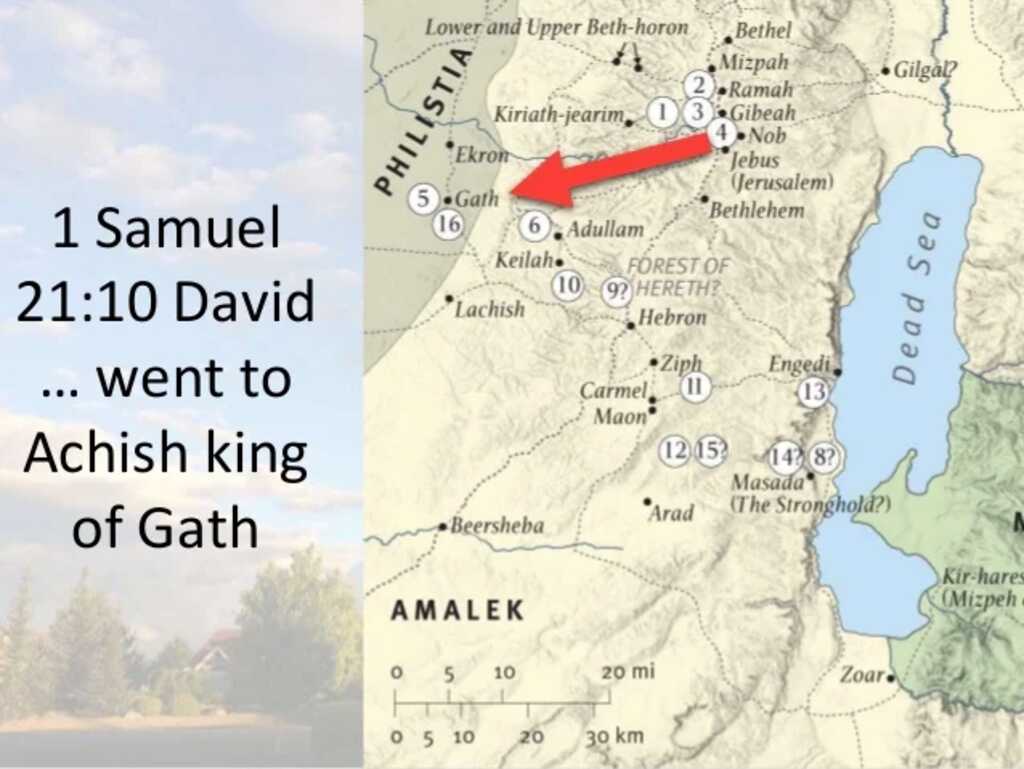 1 Samuel
21:10 David
... went to
Achish king
of Gath
Lower and Upper Beth-horon
Bethel
Mizpah
Gilgal?
2
Ramah
Kiriath-jearim
1
3
Gibeah
4
Nob
PHILISTIA
Ekron
Jebus
(Jerusalem)
5
Gath
Bethlehem
16
6
Adullam
Keilah
FOREST OF
HERETH?
10
9?
Lachish
Hebron
Dead Sea
Ziph
Engedi
11
Carmel
13
Maon
12
15?
14?
8?
Masada
(The Stronghold?)
Arad
Beersheba
M
Kir-hares
(Mizpeh
AMALEK
Zoar
0 5 10 20 mi
0 5 10 20 30 km